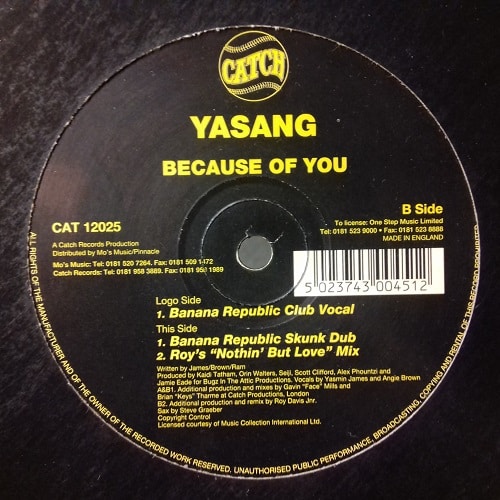 CATCH
YASANG
BECAUSE OF YOU
CAT 12025
A Catch Records Production
Distributed by Mo's Music/Pinnacle
Mo's Music: Tel: 0181 520 7264. Fax: 0181 509 1472
Catch Records: Tel: 0181 958 3889. Fax: 0181 958 1989
B Side
To license: One Step Music Limited
Tel: 0181 523 9000 • Fax: 0181 523 8888
MADE IN ENGLAND
5 023743 004512
Logo Side
1. Banana Republic Club Vocal
This Side
1. Banana Republic Skunk Dub
2. Roy's "Nothin' But Love" Mix
Written by James/Brown/Ram
Produced by Kaidi Tatham, Orin Walters, Seiji, Scott Clifford, Alex Phountzi and
Jamie Eade for Bugz In The Attic Productions. Vocals by Yasmin James and Angie Brown
A&B1. Additional production and mixes by Gavin "Face" Mills and
Brian "Keys" Tharme at Catch Productions, London
B2. Additional production and remix by Roy Davis Jnr.
Sax by Steve Graeber
Copyright Control
Licensed courtesy of Music Collection International Ltd.
ALL RIGHTS OF THE MANUFACTURER AND OF THE OWNER OF THE RECORDED WORK RESERVED. UNAUTHORISED PUBLIC PERFORMANCE, BROADCASTING, COPYING AND RENTAL OF THIS RECORDING PROHIBITED